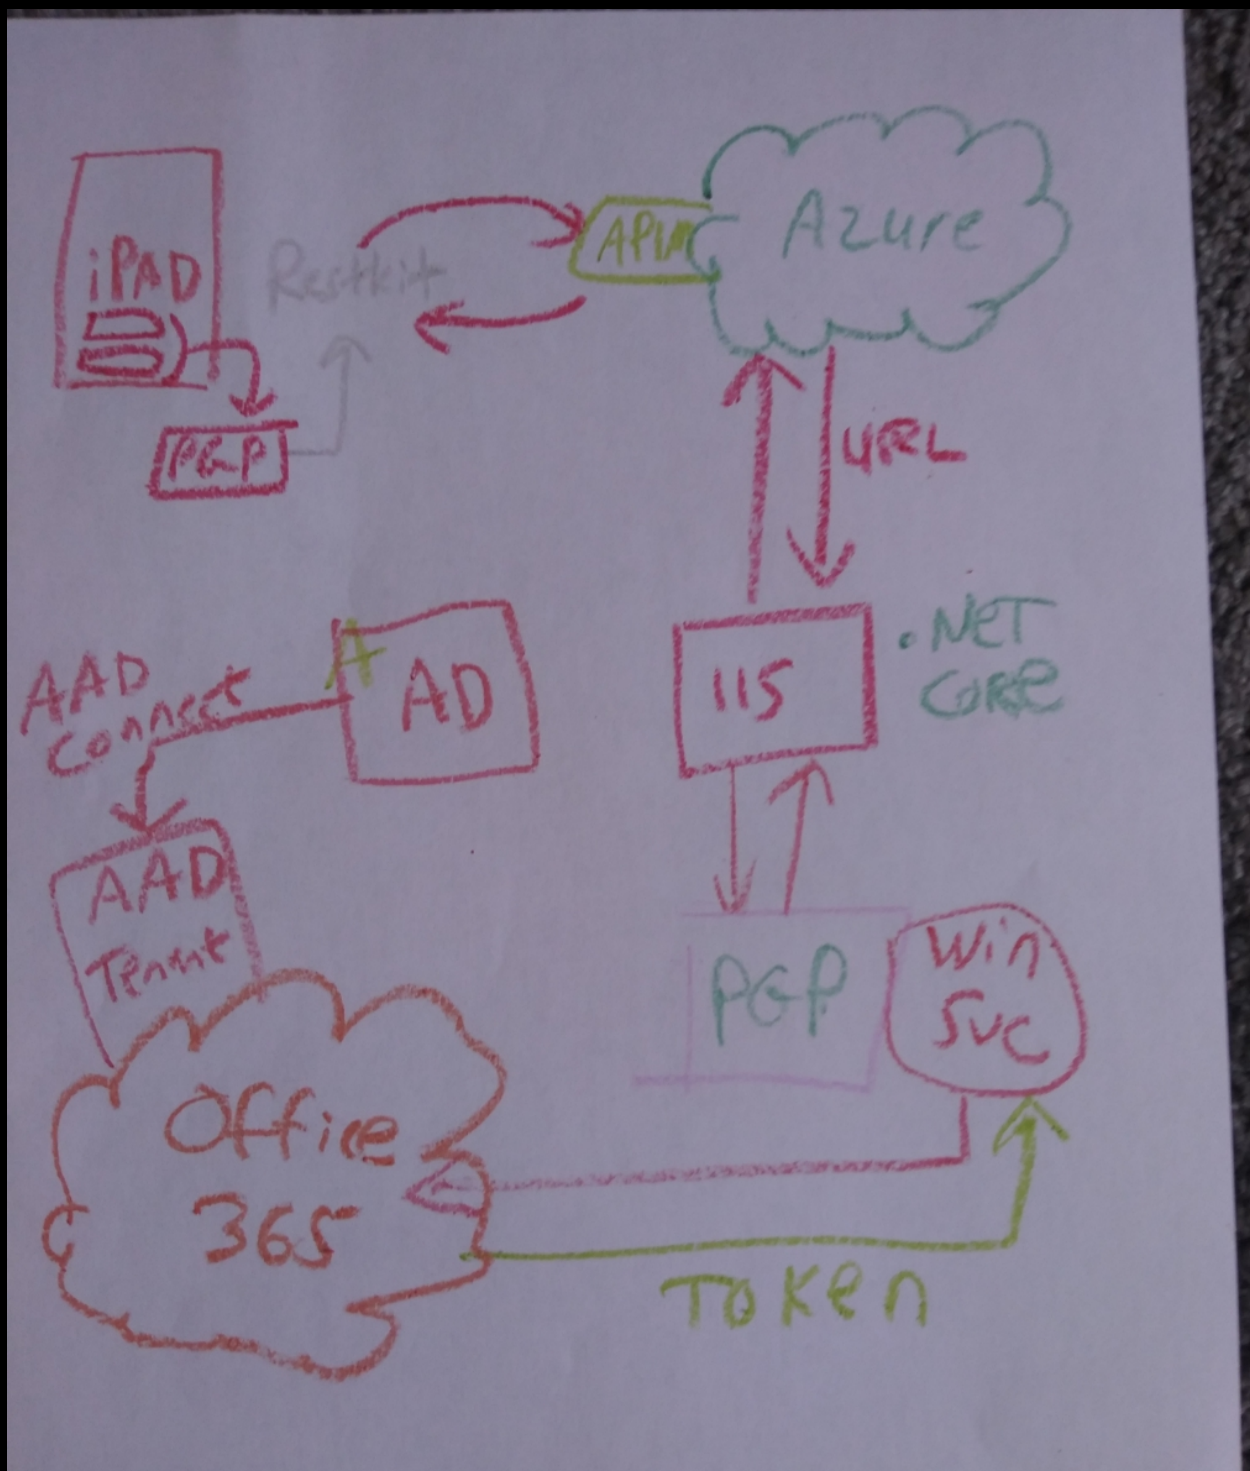 iPAD
Restkit
APIM
Azure
PGP
URL
.NET
CORE
IIS
A
AD
AAD
Connect
AAD
Tenant
PGP
Win
Svc
Office
365
Token